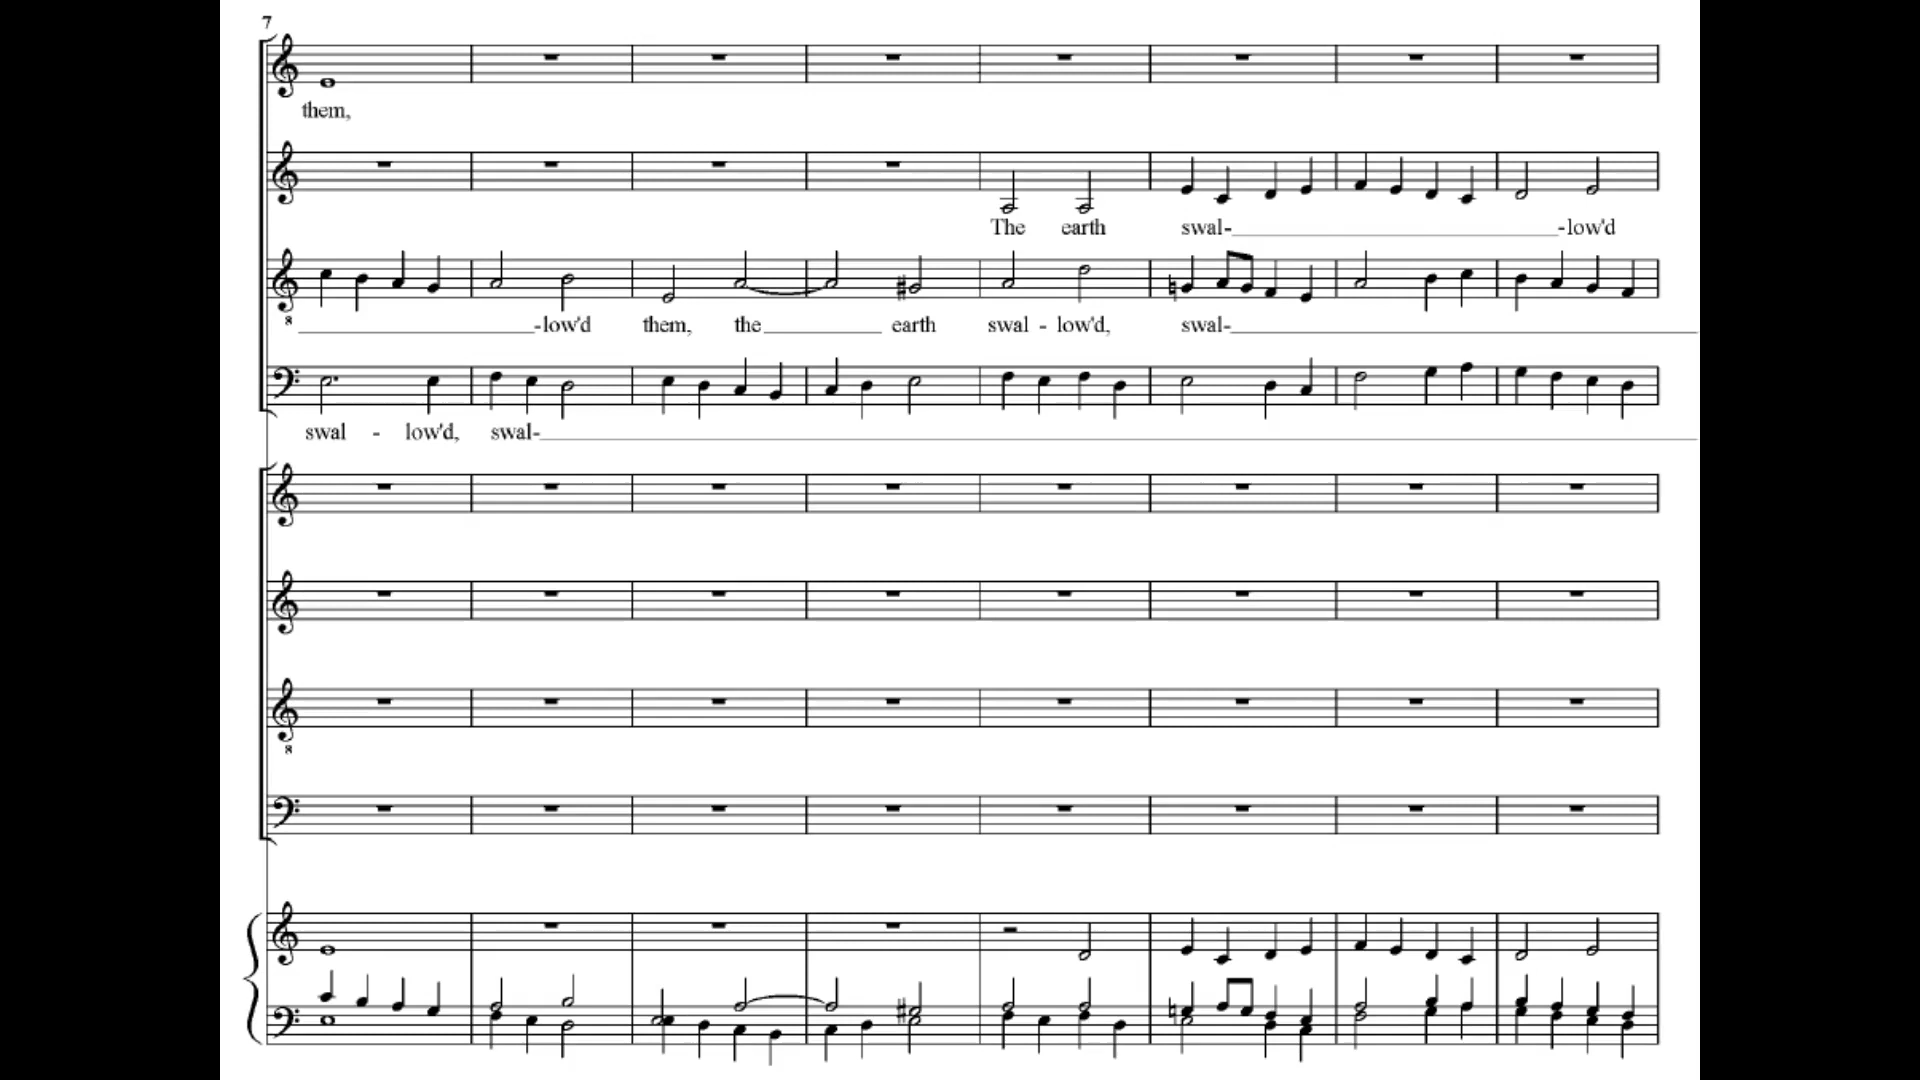 7
them,
The earth swal- -low'd
8
-low'd them, the earth swal - low'd, swal-
swal - low'd, swal-
8